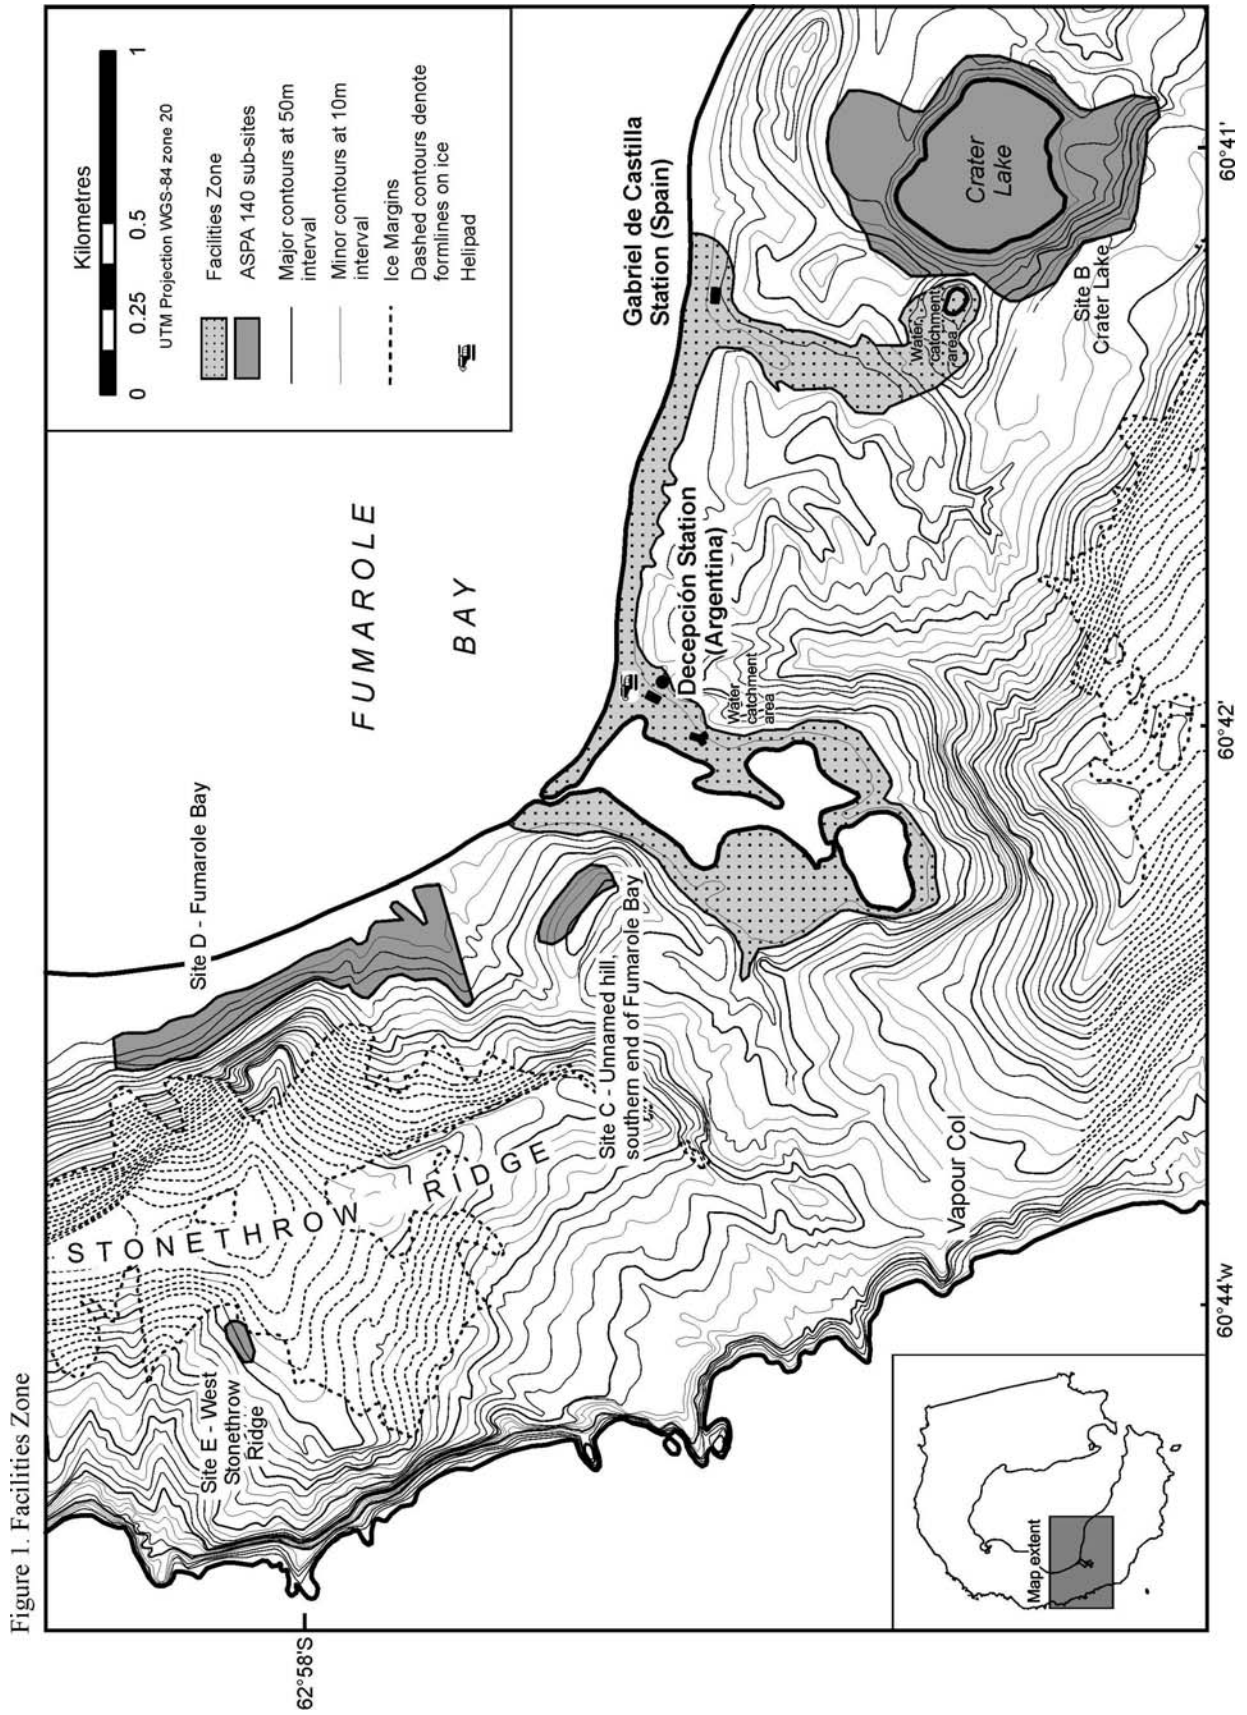 Figure 1. Facilities Zone
Kilometres
0
0.25
0.5
1
UTM Projection WGS-84 zone 20
Facilities Zone
ASPA 140 sub-sites
Major contours at 50m
interval
Minor contours at 10m
interval
Ice Margins
Dashed contours denote
formlines on ice
Helipad
FUMAROLE
BAY
STONETHROW RIDGE
Site D - Fumarole Bay
Site E - West
Stonethrow
Ridge
Site C - Unnamed hill,
southern end of Fumarole Bay
Gabriel de Castilla
Station (Spain)
Decepción Station
(Argentina)
Water
catchment
area
Water
catchment
area
Crater
Lake
Site B
Crater Lake
Vapour Col
Map extent
62°58'S
60°44'W
60°42'
60°41'